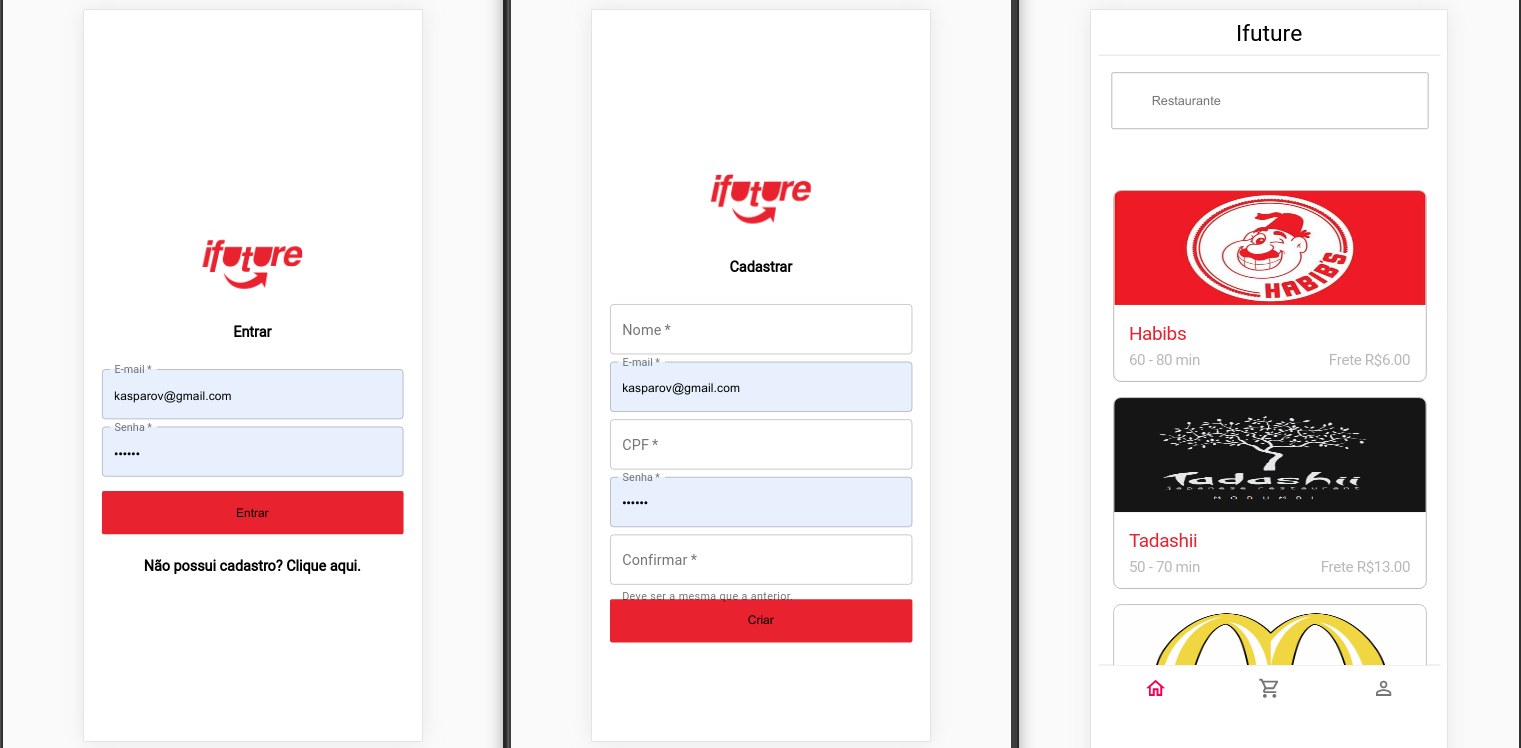 ifuture
Entrar
E-mail *
kasparov@gmail.com
Senha *
••••••
Entrar
Não possui cadastro? Clique aqui.
ifuture
Cadastrar
Nome *
E-mail *
kasparov@gmail.com
CPF *
Senha *
••••••
Confirmar *
Deve ser a mesma que a anterior.
Criar
Ifuture
Restaurante
HABIB'S
Habibs
60 - 80 min Frete R$6.00
Tadashii
japanese restaurant
MORUMBI
Tadashii
50 - 70 min Frete R$13.00